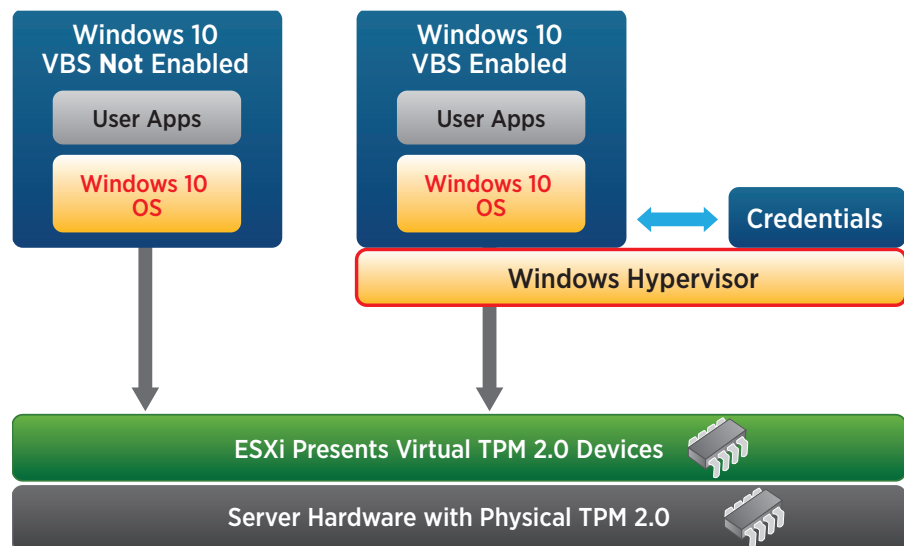 Windows 10
VBS Not Enabled
User Apps
Windows 10
OS
Windows 10
VBS Enabled
User Apps
Windows 10
OS
Credentials
Windows Hypervisor
ESXi Presents Virtual TPM 2.0 Devices
Server Hardware with Physical TPM 2.0